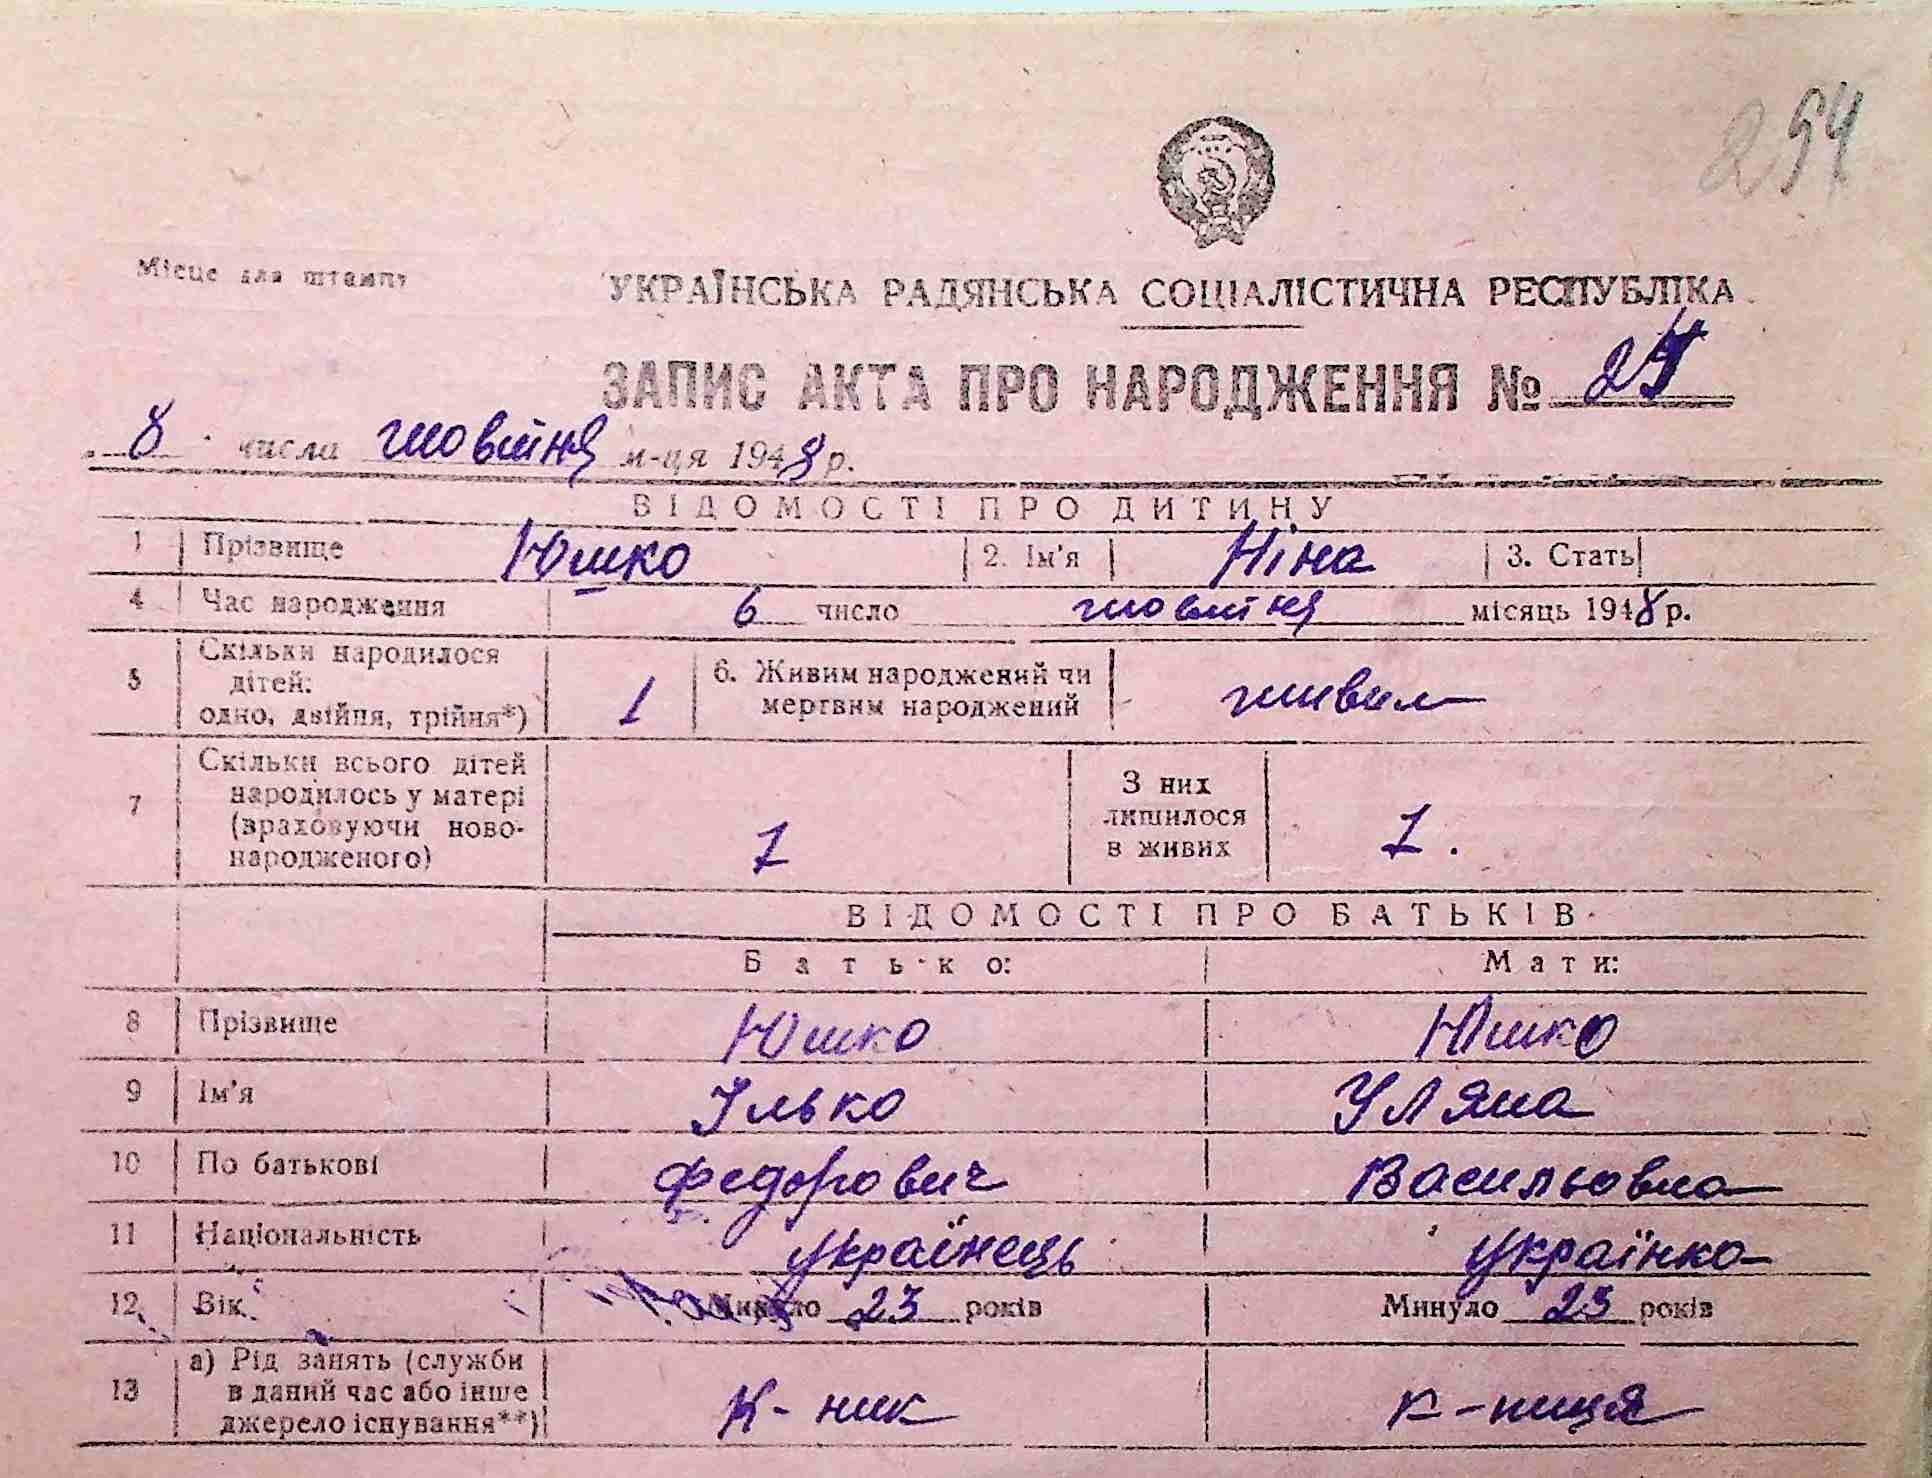 294
Місце для штампу
УКРАЇНСЬКА РАДЯНСЬКА СОЦІАЛІСТИЧНА РЕСПУБЛІКА
ЗАПИС АКТА ПРО НАРОДЖЕННЯ №
8 числа жовтня м-ця 1948 р.
ВІДОМОСТІ ПРО ДИТИНУ
1 Прізвище Юшко 2. Ім'я Ніна 3. Стать
4 Час народження 6 число жовтня місяць 1948 р.
5 Скільки народилося дітей: одно, двійня, трійня*) 1 6. Живим народжений чи мертвим народжений живим
7 Скільки всього дітей народилось у матері (враховуючи ново-народженого) 1 З них лишилося в живих 1.
ВІДОМОСТІ ПРО БАТЬКІВ
Батько: Мати:
8 Прізвище Юшко Юшко
9 Ім'я Ілько Уляна
10 По батькові Федорович Васильовна
11 Національність українець українка
12 Вік Минуло 23 років Минуло 23 років
13 а) Рід занять (служби в даний час або інше джерело існування**) К-ник к-ниця